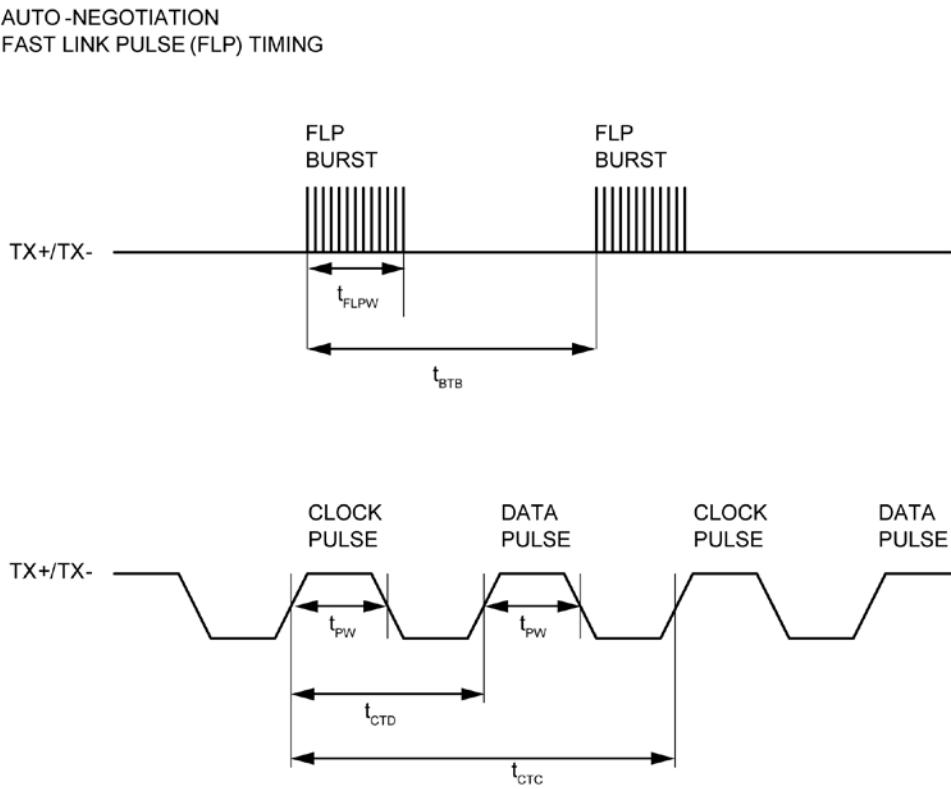 AUTO-NEGOTIATION
FAST LINK PULSE (FLP) TIMING
FLP
BURST
FLP
BURST
TX+/TX-
tFLPW
tBTB
CLOCK
PULSE
DATA
PULSE
CLOCK
PULSE
DATA
PULSE
TX+/TX-
tPW
tPW
tCTD
tCTC